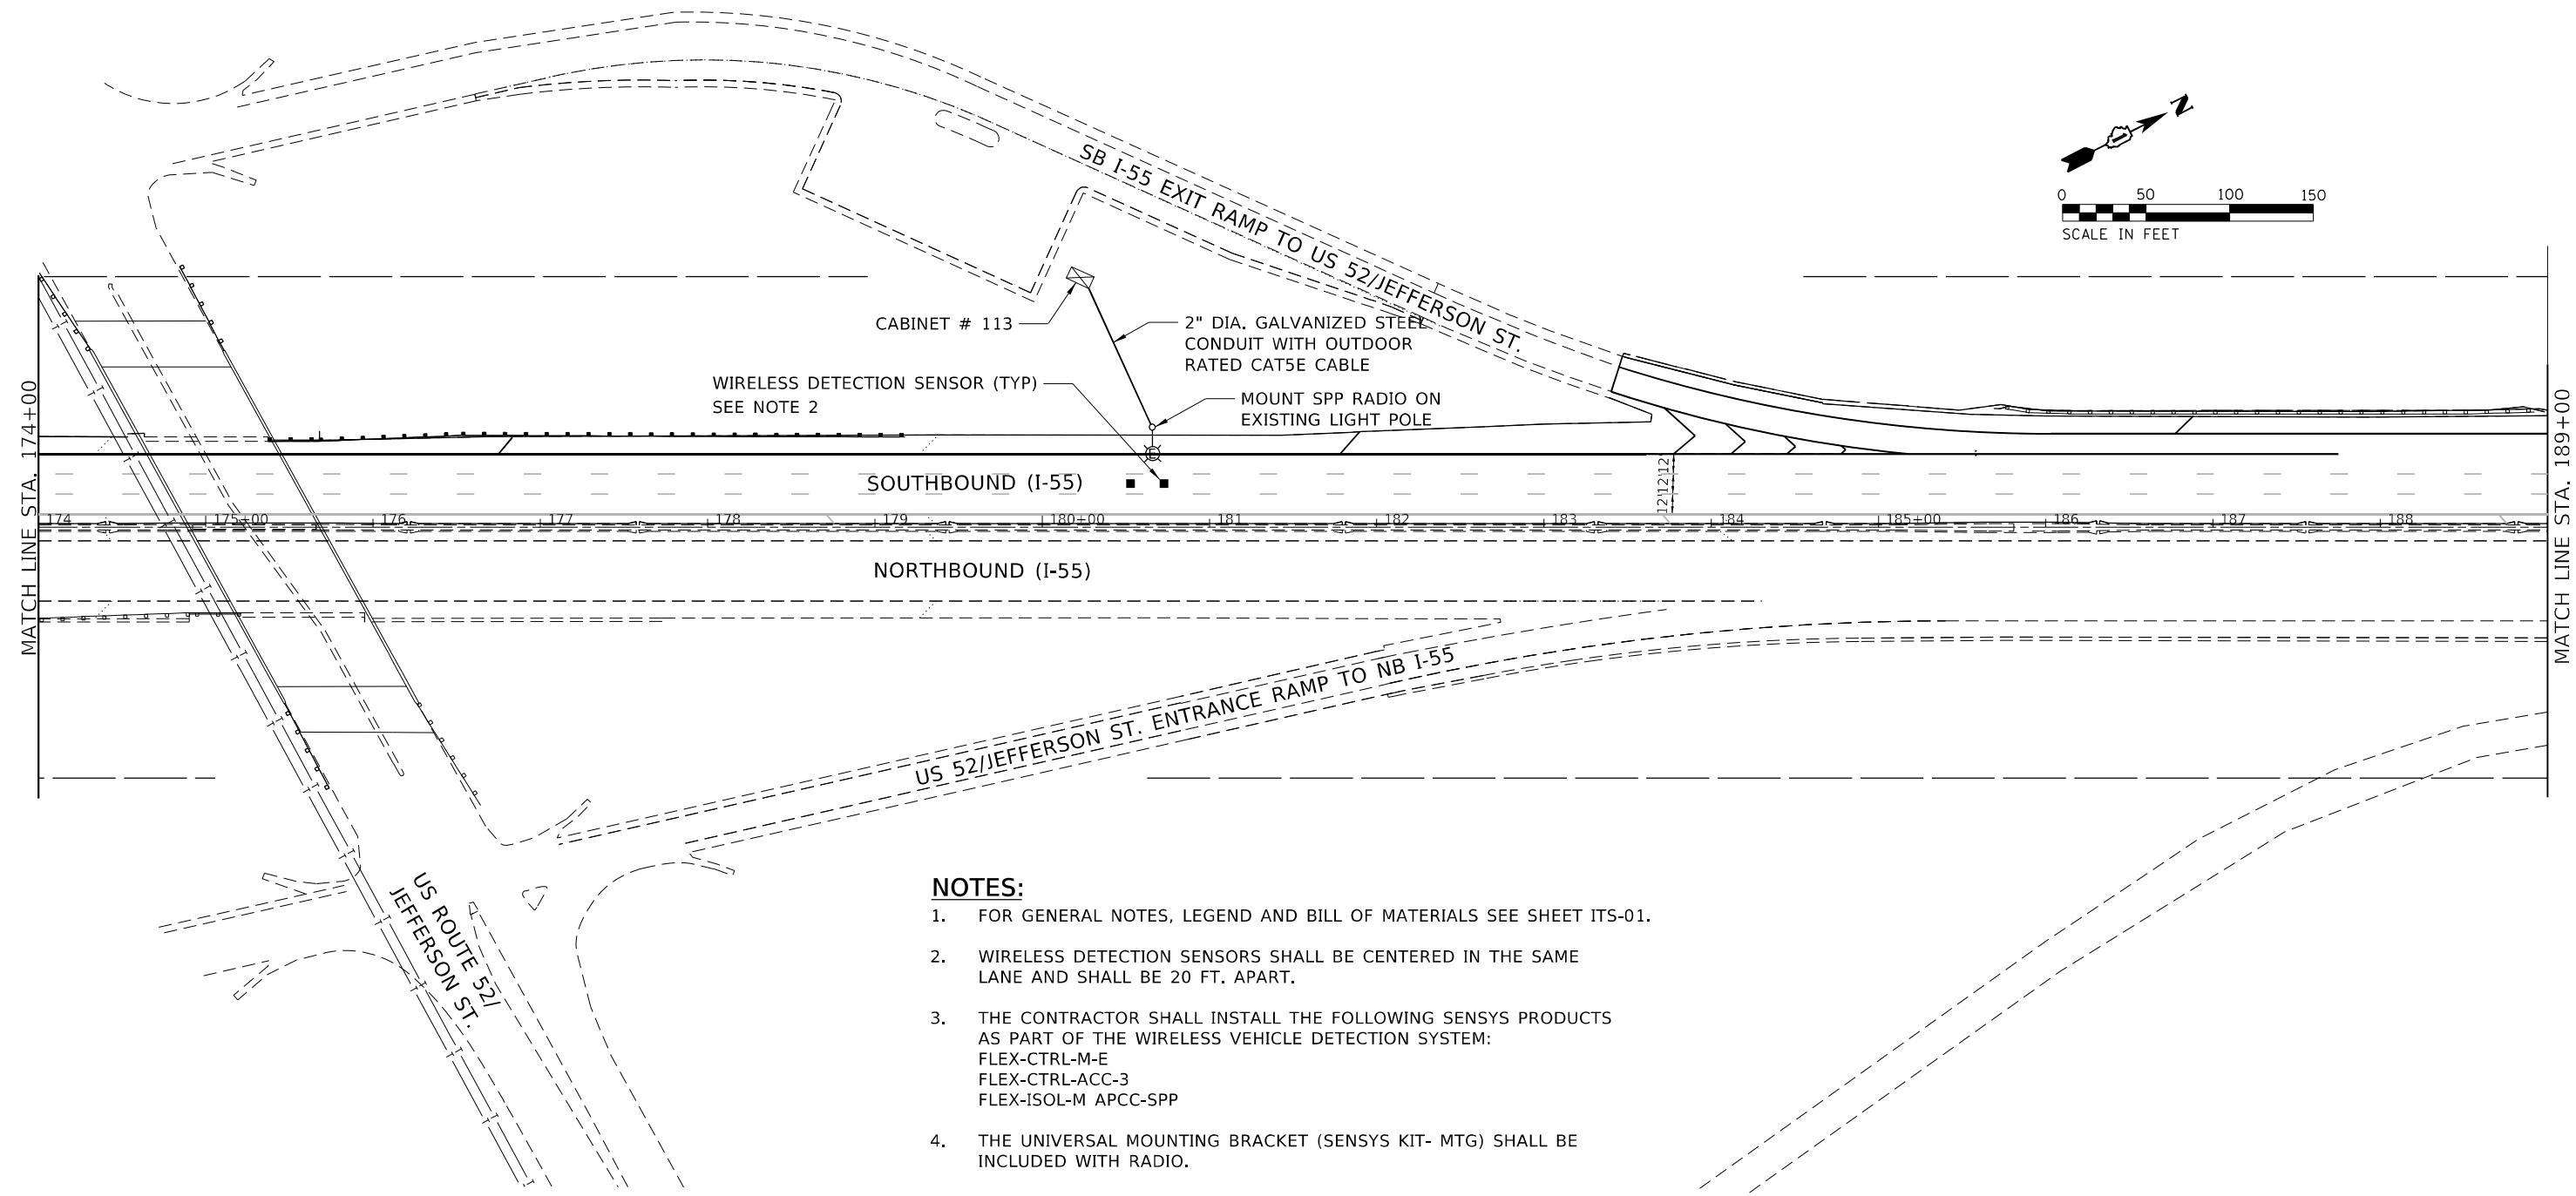 N
0 50 100 150
SCALE IN FEET
SB I-55 EXIT RAMP TO US 52/JEFFERSON ST.
CABINET # 113
2" DIA. GALVANIZED STEEL
CONDUIT WITH OUTDOOR
RATED CAT5E CABLE
WIRELESS DETECTION SENSOR (TYP)
SEE NOTE 2
MOUNT SPP RADIO ON
EXISTING LIGHT POLE
MATCH LINE STA. 174+00
MATCH LINE STA. 189+00
SOUTHBOUND (I-55)
12'12'12'
174 175+00 176 177 178 179 180+00 181 182 183 184 185+00 186 187 188
NORTHBOUND (I-55)
US 52/JEFFERSON ST. ENTRANCE RAMP TO NB I-55
US ROUTE 52/
JEFFERSON ST.
NOTES:
1. FOR GENERAL NOTES, LEGEND AND BILL OF MATERIALS SEE SHEET ITS-01.
2. WIRELESS DETECTION SENSORS SHALL BE CENTERED IN THE SAME
LANE AND SHALL BE 20 FT. APART.
3. THE CONTRACTOR SHALL INSTALL THE FOLLOWING SENSYS PRODUCTS
AS PART OF THE WIRELESS VEHICLE DETECTION SYSTEM:
FLEX-CTRL-M-E
FLEX-CTRL-ACC-3
FLEX-ISOL-M APCC-SPP
4. THE UNIVERSAL MOUNTING BRACKET (SENSYS KIT- MTG) SHALL BE
INCLUDED WITH RADIO.